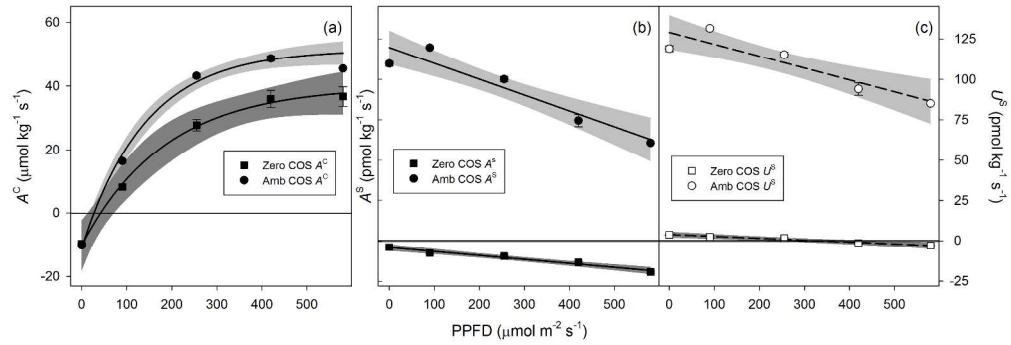 (a)
(b)
(c)
60
40
20
0
-20
A^C (μmol kg⁻¹ s⁻¹)
Zero COS A^C
Amb COS A^C
0 100 200 300 400 500
A^S (pmol kg⁻¹ s⁻¹)
Zero COS A^s
Amb COS A^S
0 100 200 300 400 500
PPFD (μmol m⁻² s⁻¹)
Zero COS U^S
Amb COS U^S
0 100 200 300 400 500
125
100
75
50
25
0
-25
U^S (pmol kg⁻¹ s⁻¹)